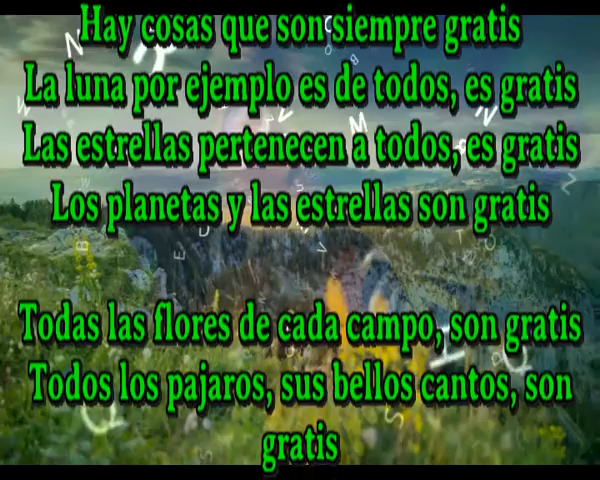 Hay cosas que son siempre gratis
La luna por ejemplo es de todos, es gratis
Las estrellas pertenecen a todos, es gratis
Los planetas y las estrellas son gratis
Todas las flores de cada campo, son gratis
Todos los pajaros, sus bellos cantos, son
gratis